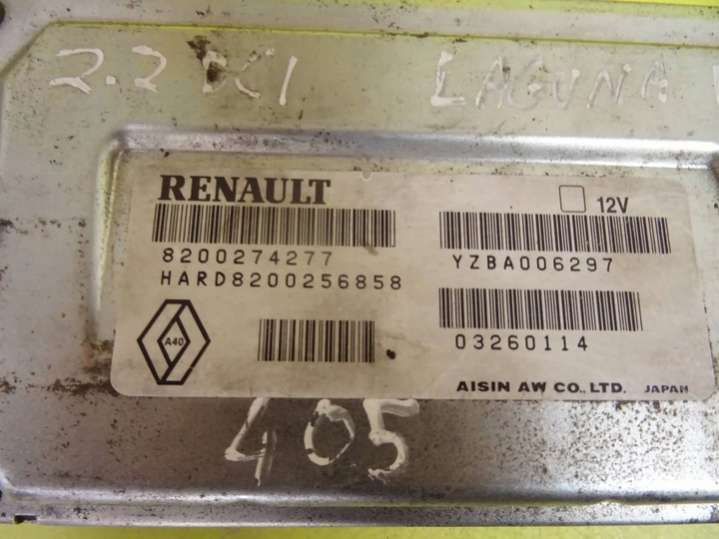 2.2 DCI LAGUNA
RENAULT
12V
8200274277
YZBA006297
HARD8200256858
A40
03260114
AISIN AW CO., LTD. JAPAN
405